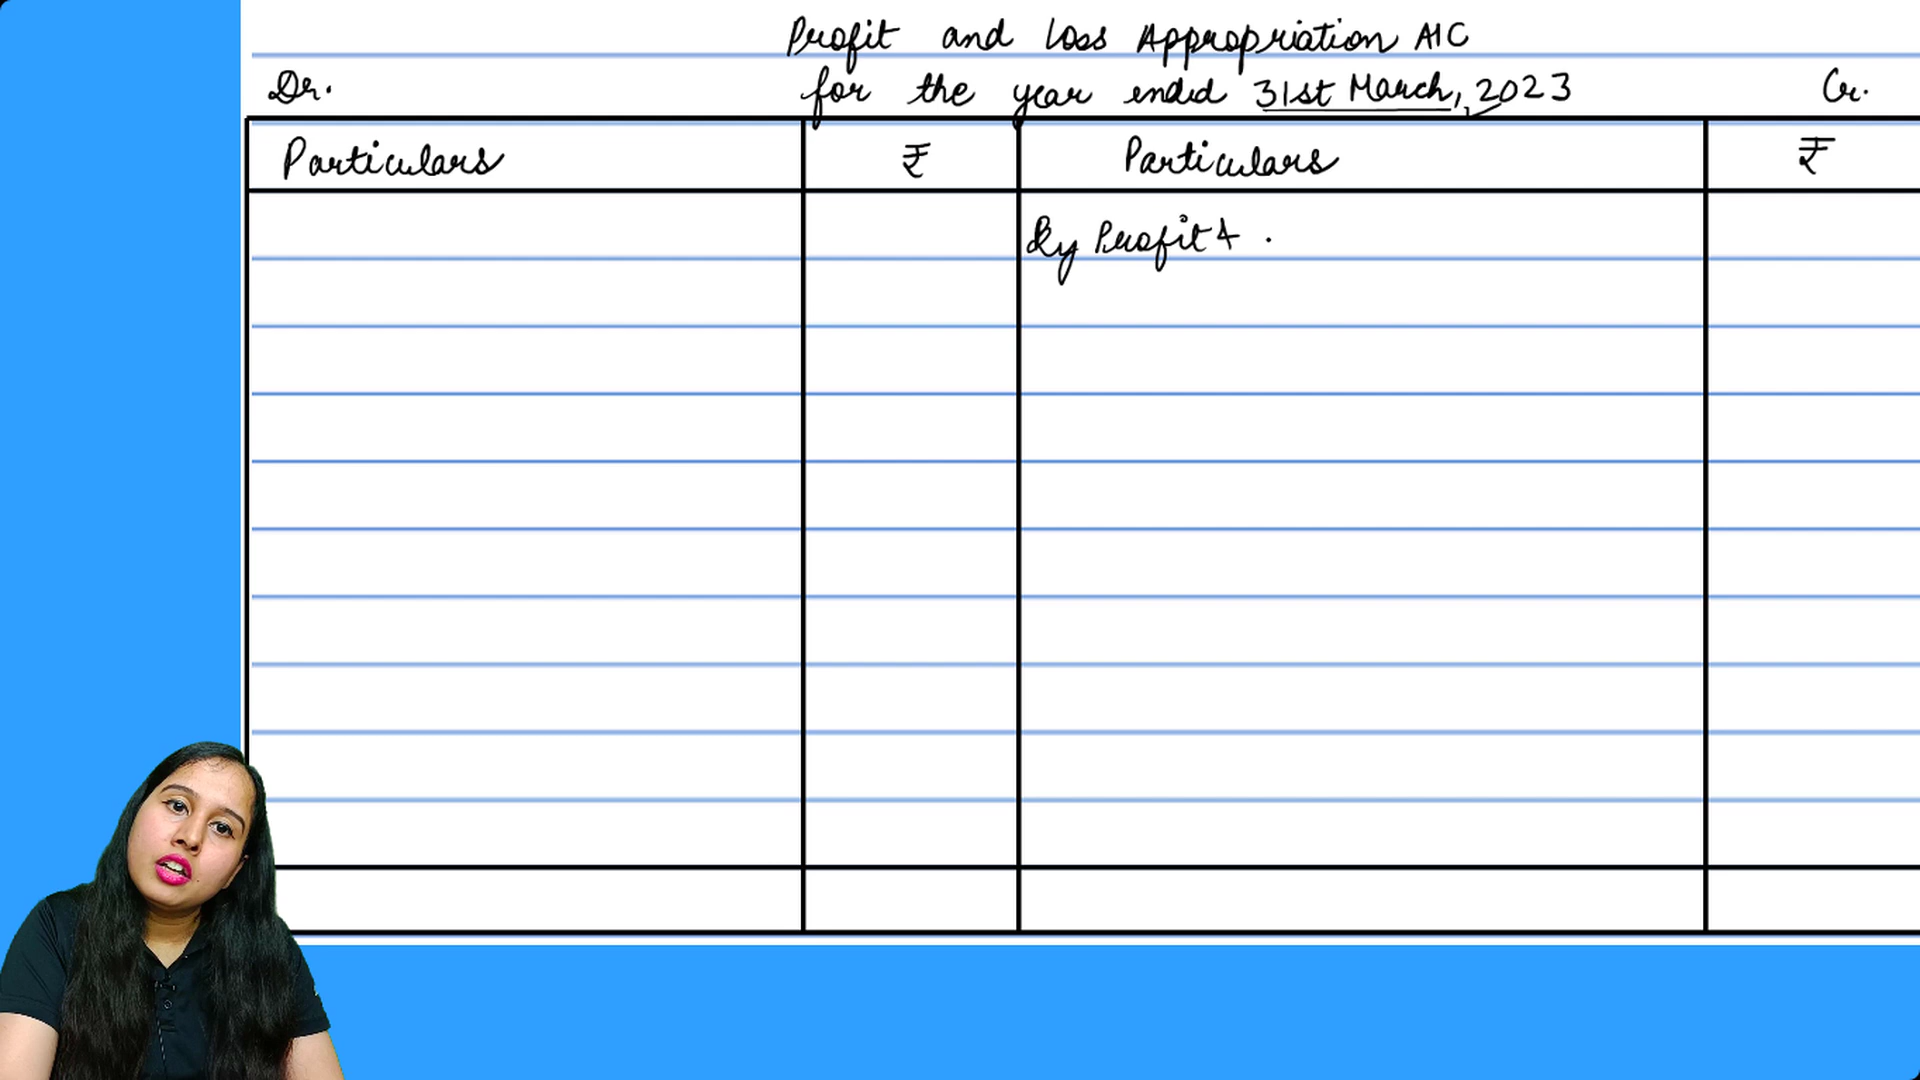 Profit and Loss Appropriation A/C
Dr. for the year ended 31st March, 2023 Cr.
Particulars ₹ Particulars ₹
By Profit &